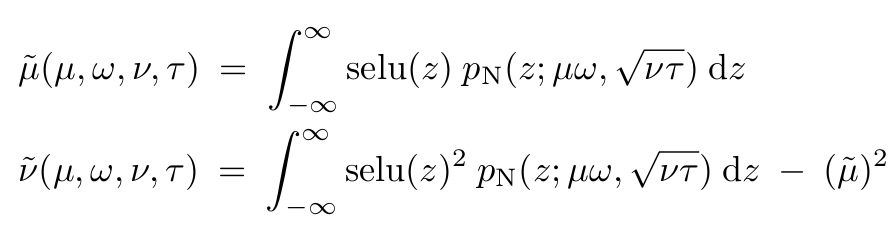 μ̃(μ, ω, ν, τ) = ∫_{−∞}^{∞} selu(z) p_N(z; μω, √(ντ)) dz
ν̃(μ, ω, ν, τ) = ∫_{−∞}^{∞} selu(z)² p_N(z; μω, √(ντ)) dz − (μ̃)²